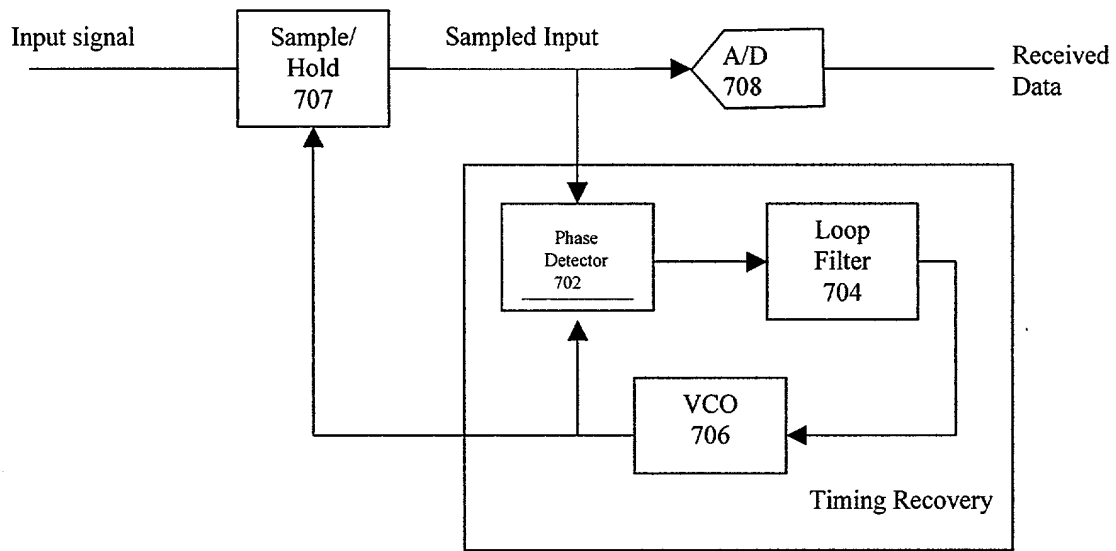 Input signal
Sample/
Hold
707
Sampled Input
A/D
708
Received
Data
Phase
Detector
702
Loop
Filter
704
VCO
706
Timing Recovery